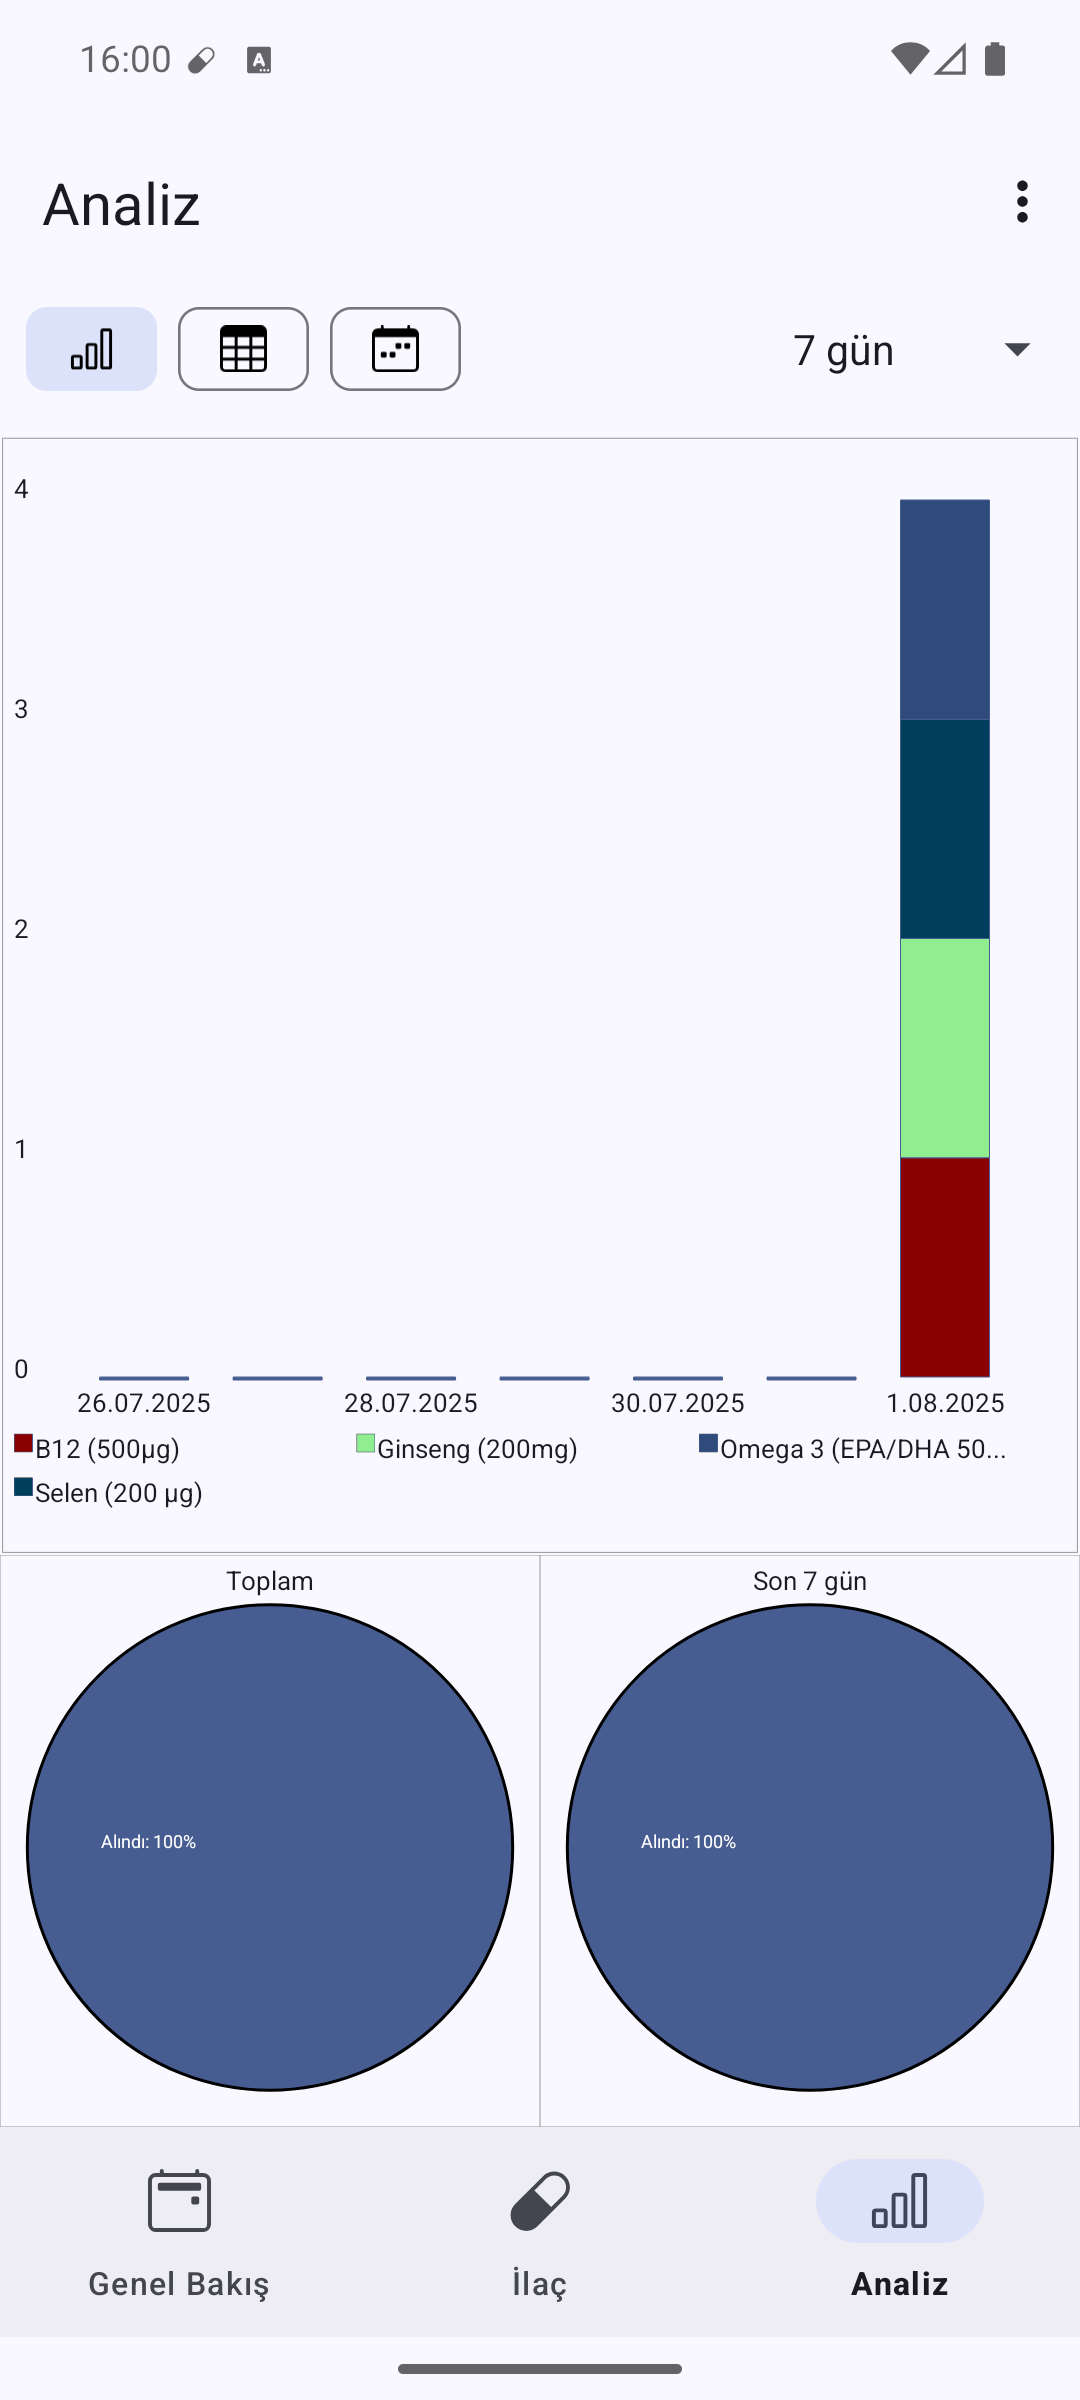 16:00
Analiz
7 gün
4
3
2
1
0
26.07.2025 28.07.2025 30.07.2025 1.08.2025
B12 (500µg) Ginseng (200mg) Omega 3 (EPA/DHA 50...
Selen (200 µg)
Toplam Son 7 gün
Alındı: 100% Alındı: 100%
Genel Bakış İlaç Analiz